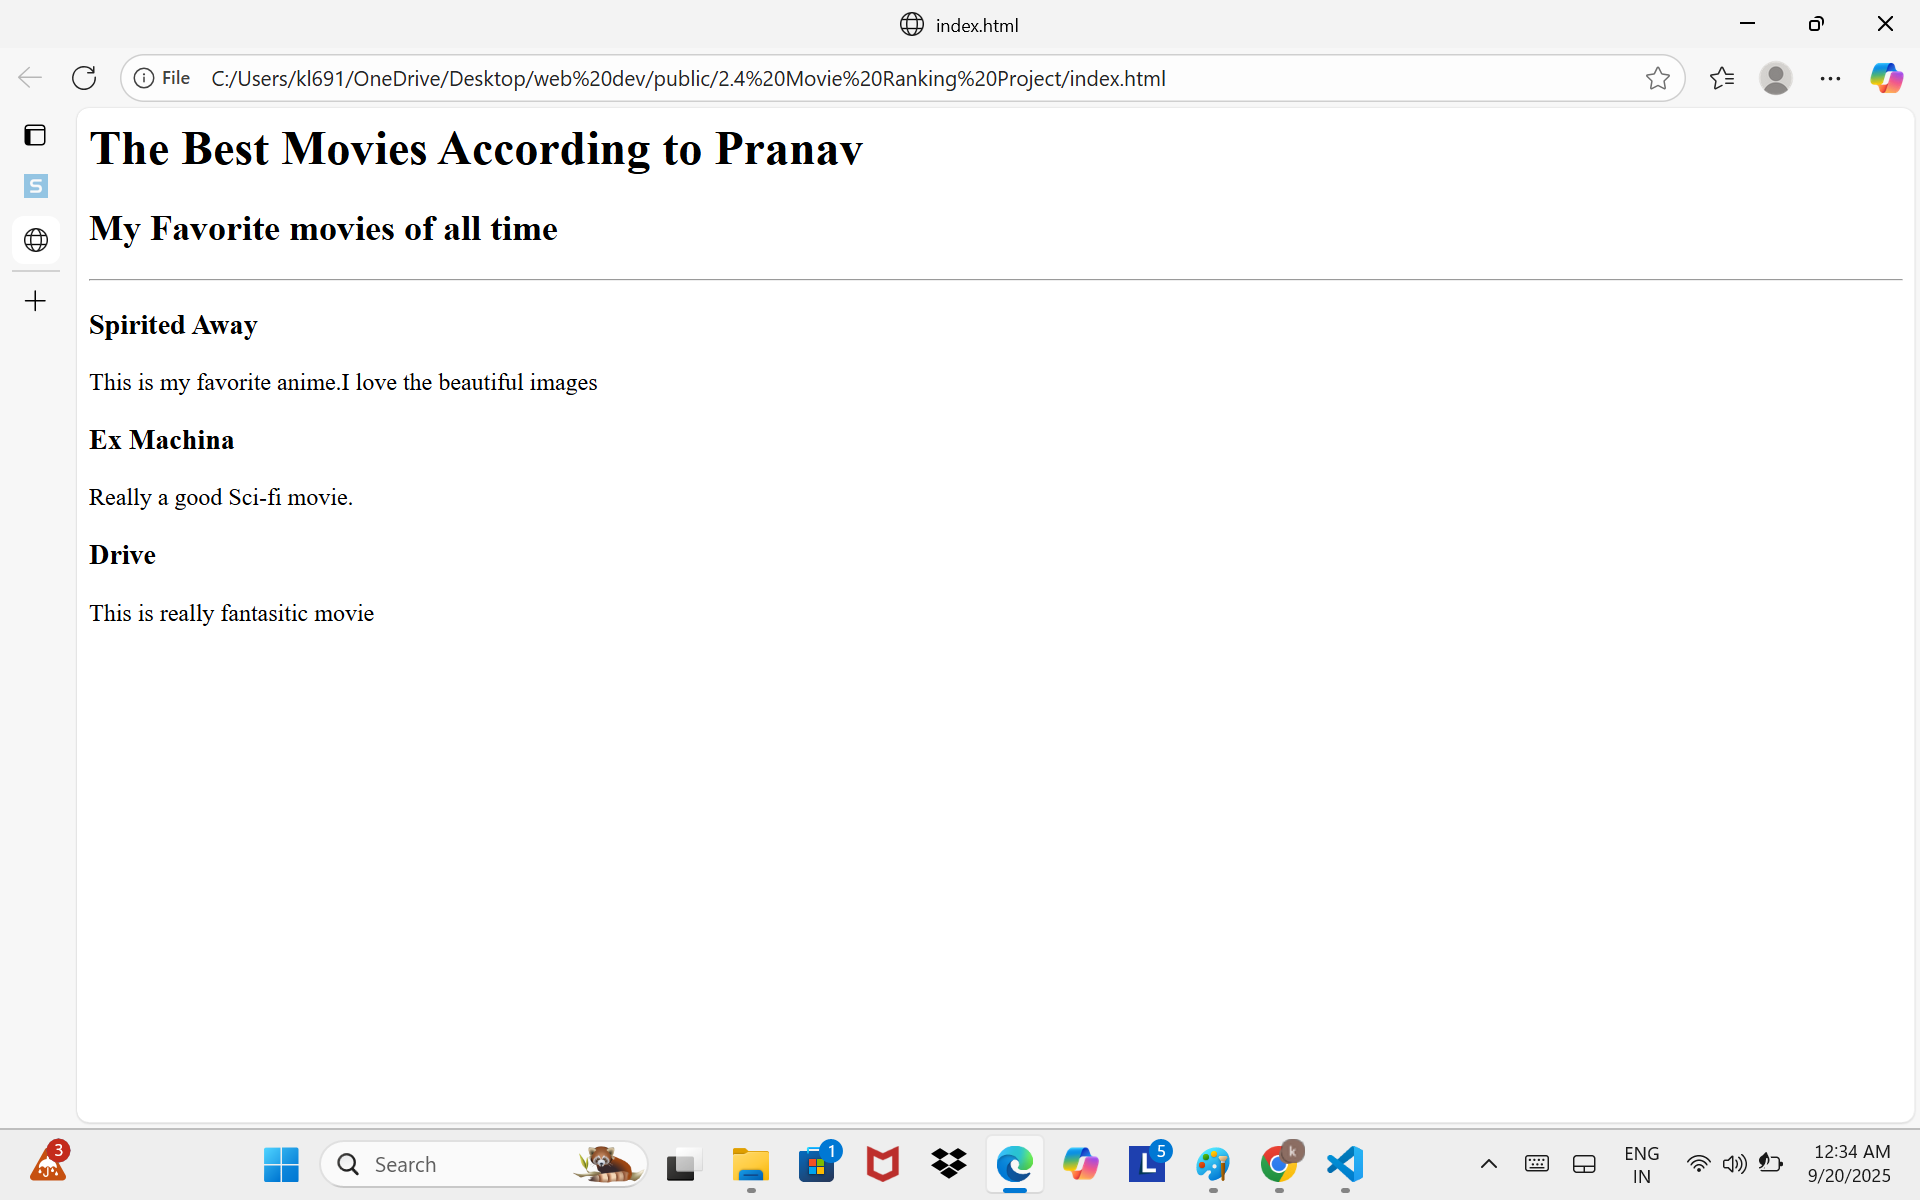 index.html
File C:/Users/kl691/OneDrive/Desktop/web%20dev/public/2.4%20Movie%20Ranking%20Project/index.html
S
The Best Movies According to Pranav
My Favorite movies of all time
Spirited Away
This is my favorite anime.I love the beautiful images
Ex Machina
Really a good Sci-fi movie.
Drive
This is really fantasitic movie
3
Search
1
L 5
k
ENG
IN
12:34 AM
9/20/2025